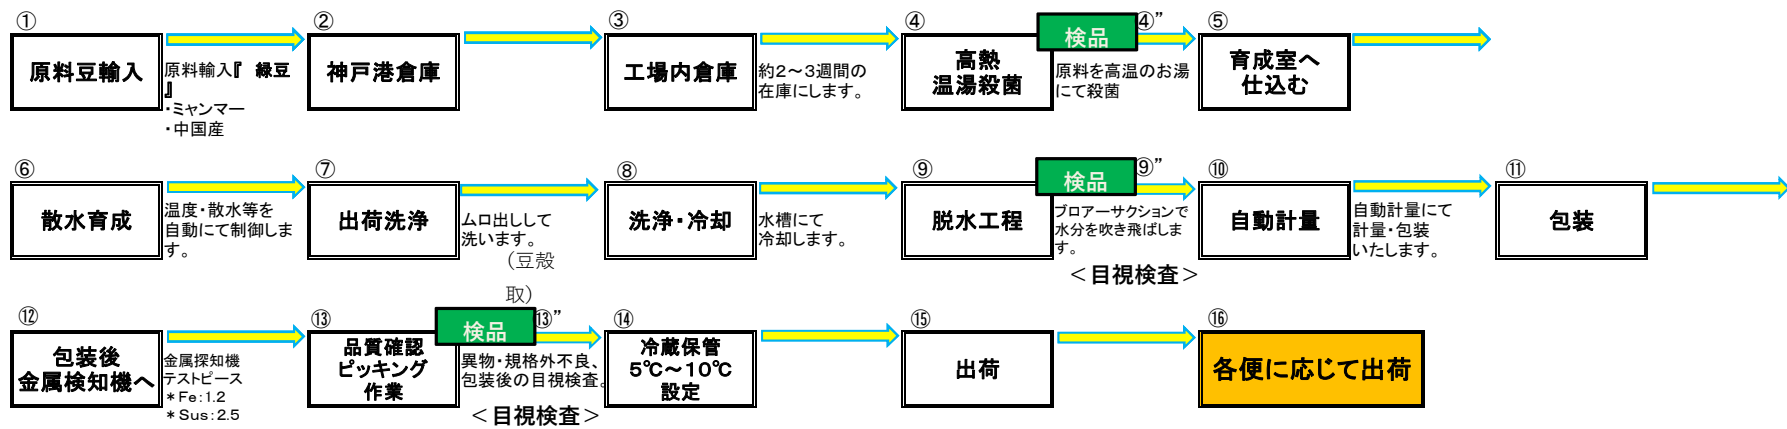 ①
原料豆輸入
原料輸入『 緑豆
』
・ミャンマー
・中国産
②
神戸港倉庫
③
工場内倉庫
約2～3週間の
在庫にします。
④
高熱
温湯殺菌
検品
④”
原料を高温のお湯
にて殺菌
⑤
育成室へ
仕込む
⑥
散水育成
温度・散水等を
自動にて制御しま
す。
⑦
出荷洗浄
ムロ出しして
洗います。
（豆殻
取）
⑧
洗浄・冷却
水槽にて
冷却します。
⑨
脱水工程
検品
⑨”
ブロアーサクションで
水分を吹き飛ばしま
す。
＜目視検査＞
⑩
自動計量
自動計量にて
計量・包装
いたします。
⑪
包装
⑫
包装後
金属検知機へ
金属探知機
テストピース
＊Fe：1.2
＊Sus：2.5
⑬
品質確認
ピッキング
作業
検品
⑬”
異物・規格外不良、
包装後の目視検査。
＜目視検査＞
⑭
冷蔵保管
5℃～10℃
設定
⑮
出荷
⑯
各便に応じて出荷